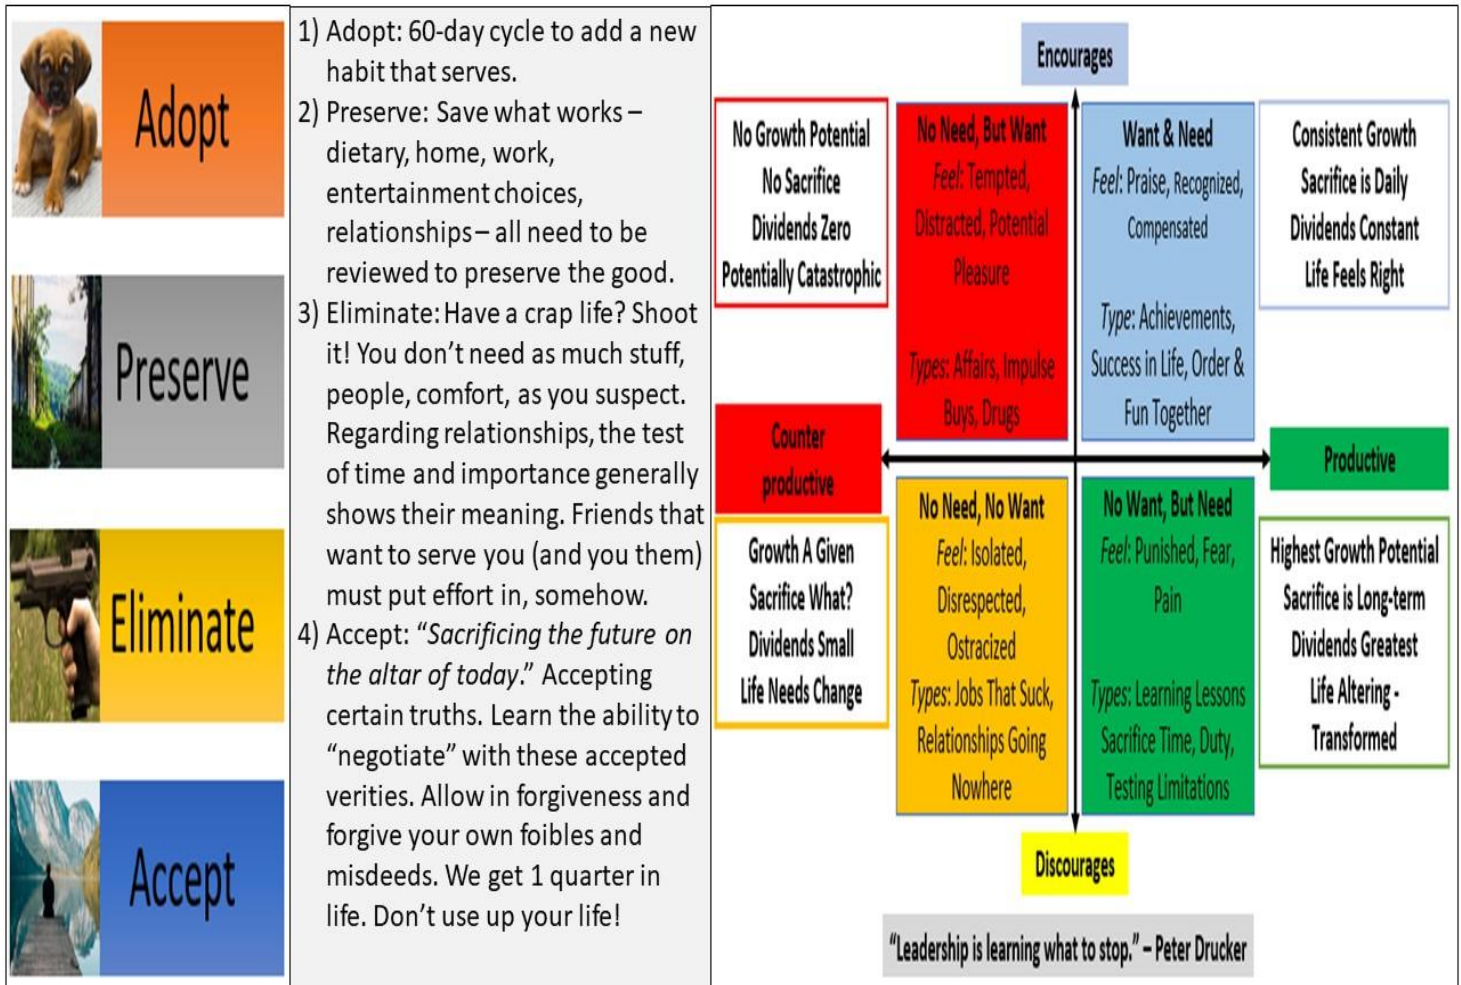 Adopt
Preserve
Eliminate
Accept
1) Adopt: 60-day cycle to add a new
habit that serves.
2) Preserve: Save what works –
dietary, home, work,
entertainment choices,
relationships – all need to be
reviewed to preserve the good.
3) Eliminate: Have a crap life? Shoot
it! You don’t need as much stuff,
people, comfort, as you suspect.
Regarding relationships, the test
of time and importance generally
shows their meaning. Friends that
want to serve you (and you them)
must put effort in, somehow.
4) Accept: “Sacrificing the future on
the altar of today.” Accepting
certain truths. Learn the ability to
“negotiate” with these accepted
verities. Allow in forgiveness and
forgive your own foibles and
misdeeds. We get 1 quarter in
life. Don’t use up your life!
Encourages
No Growth Potential
No Sacrifice
Dividends Zero
Potentially Catastrophic
No Need, But Want
Feel: Tempted,
Distracted, Potential
Pleasure
Types: Affairs, Impulse
Buys, Drugs
Want & Need
Feel: Praise, Recognized,
Compensated
Type: Achievements,
Success in Life, Order &
Fun Together
Consistent Growth
Sacrifice is Daily
Dividends Constant
Life Feels Right
Counter
productive
Productive
Growth A Given
Sacrifice What?
Dividends Small
Life Needs Change
No Need, No Want
Feel: Isolated,
Disrespected,
Ostracized
Types: Jobs That Suck,
Relationships Going
Nowhere
No Want, But Need
Feel: Punished, Fear,
Pain
Types: Learning Lessons
Sacrifice Time, Duty,
Testing Limitations
Highest Growth Potential
Sacrifice is Long-term
Dividends Greatest
Life Altering -
Transformed
Discourages
“Leadership is learning what to stop.” – Peter Drucker